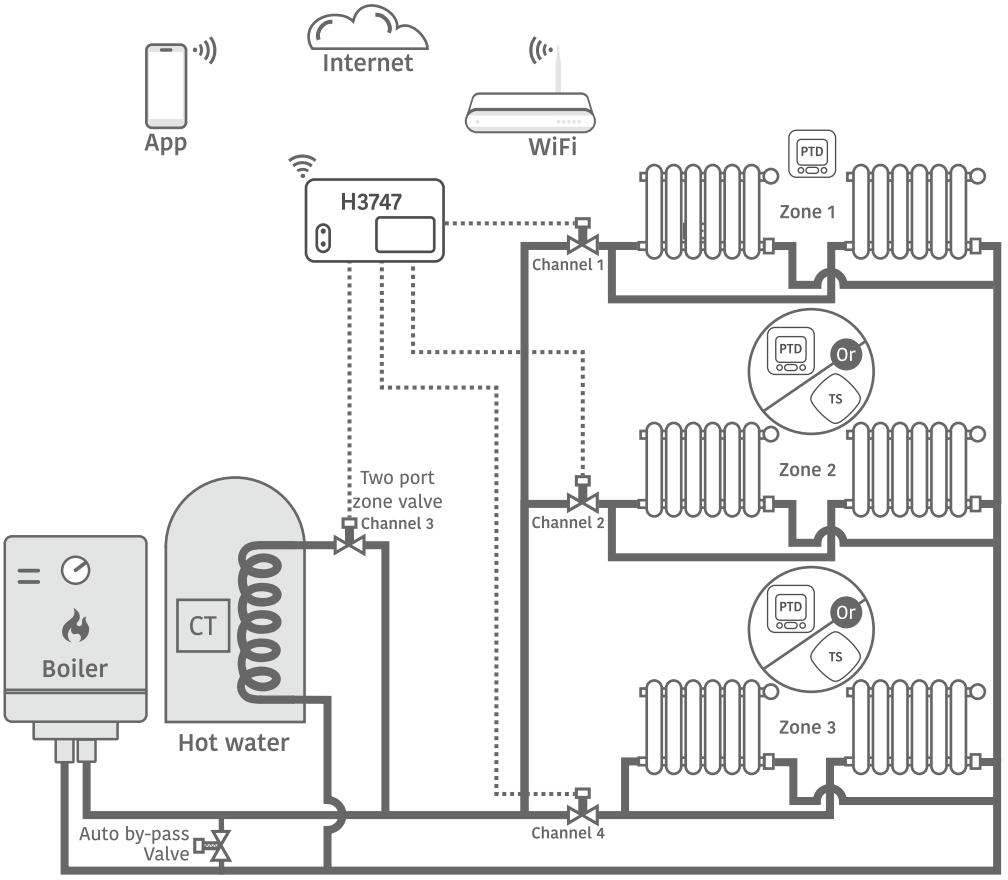 Internet
App
WiFi
H3747
PTD
Zone 1
Channel 1
PTD
Or
TS
Zone 2
Two port
zone valve
Channel 3
Channel 2
PTD
Or
TS
CT
Boiler
Zone 3
Hot water
Channel 4
Auto by-pass
Valve